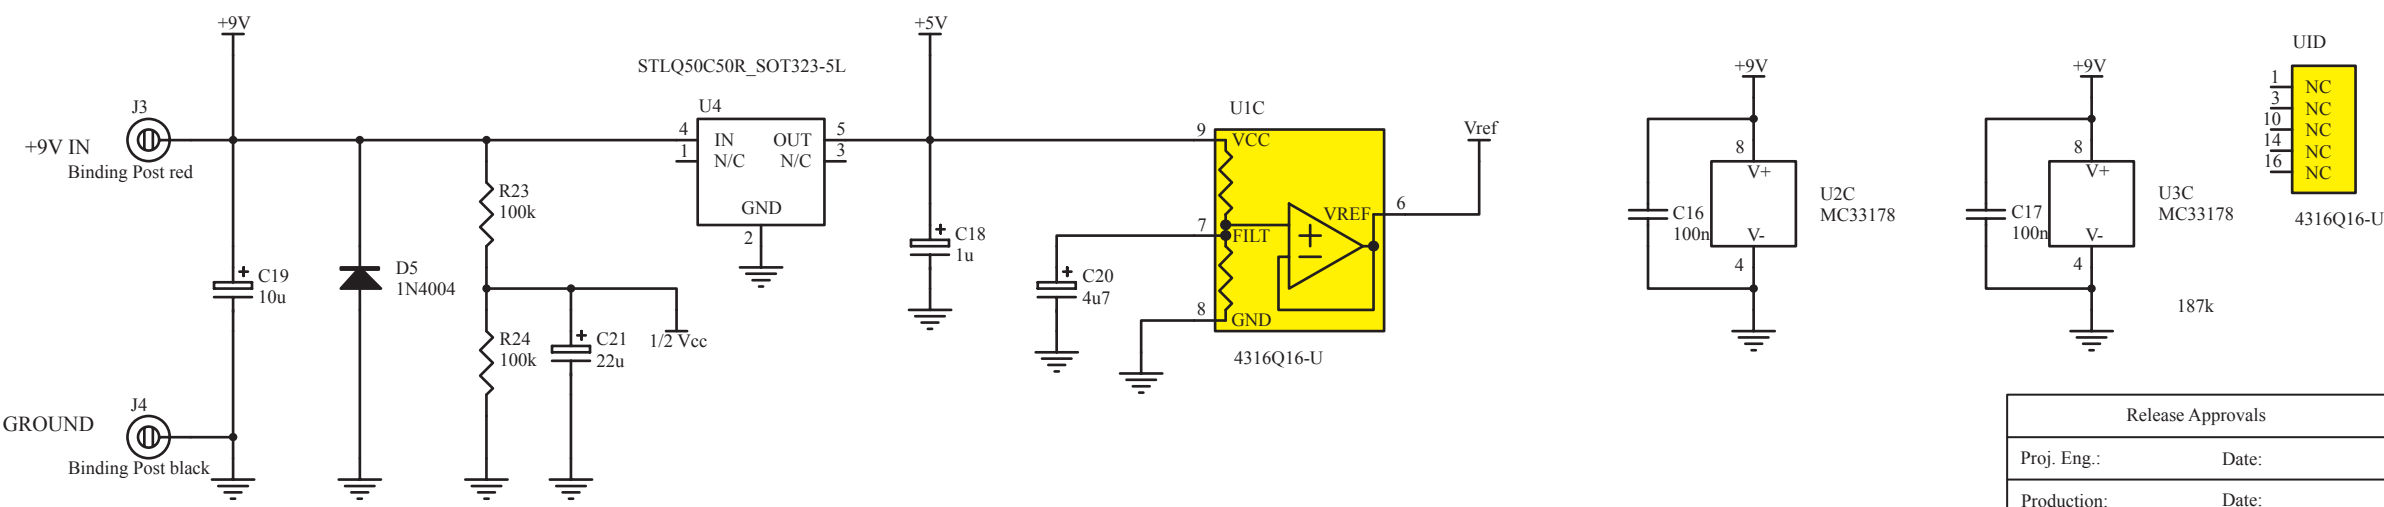 +9V
+5V
UID
STLQ50C50R_SOT323-5L
+9V
+9V
1 NC
3 NC
10 NC
14 NC
16 NC
4316Q16-U
J3
+9V IN
Binding Post red
U4
4 IN OUT 5
1 N/C N/C 3
GND
2
U1C
9 VCC
VREF 6
7 FILT
8 GND
4316Q16-U
Vref
R23
100k
C18
1u
C20
4u7
C19
10u
D5
1N4004
R24
100k
C21
22u
1/2 Vcc
8
V+
C16
100n
V-
4
U2C
MC33178
8
V+
C17
100n
V-
4
U3C
MC33178
187k
GROUND
J4
Binding Post black
Release Approvals
Proj. Eng.: Date:
Production: Date: